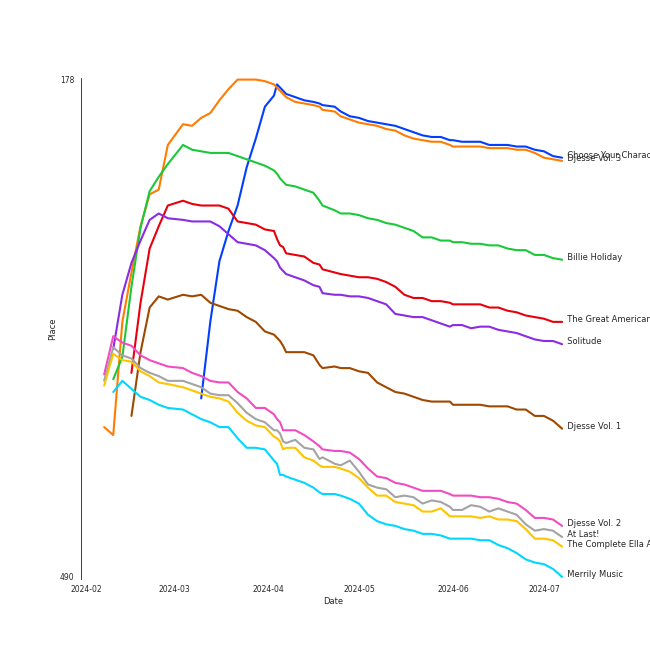 178
Choose Your Charac
Djesse Vol. 3
Billie Holiday
The Great American
Solitude
Place
Djesse Vol. 1
Djesse Vol. 2
At Last!
The Complete Ella A
Merrily Music
490
2024-02 2024-03 2024-04 2024-05 2024-06 2024-07
Date